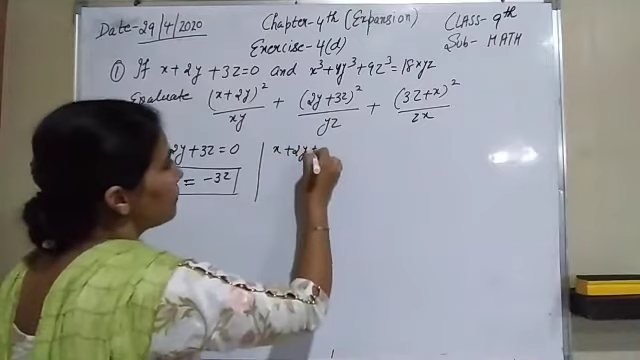 Date-29/4/2020 Chapter-4th (Expansion) CLASS-9th
Exercise-4(d) Sub- MATH
① If x+2y+3z=0 and x³+4y³+9z³=18xyz
Evaluate (x+2y)²/xy + (2y+3z)²/yz + (3z+x)²/zx
2y+3z=0 x+2y+
= -3z